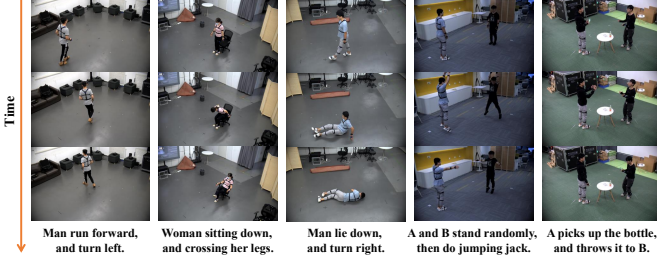 Time
Man run forward,
and turn left.
Woman sitting down,
and crossing her legs.
Man lie down,
and turn right.
A and B stand randomly,
then do jumping jack.
A picks up the bottle,
and throws it to B.